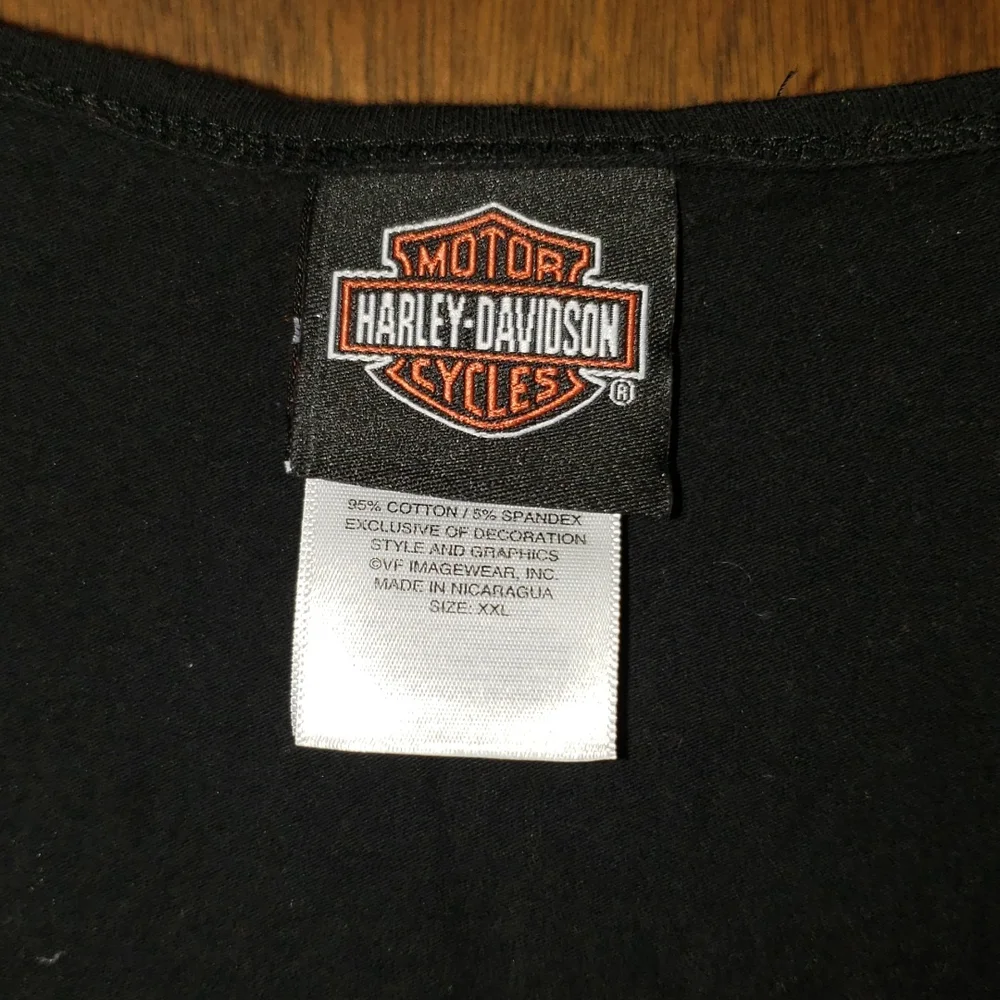 MOTOR
HARLEY-DAVIDSON
CYCLES
®
95% COTTON / 5% SPANDEX
EXCLUSIVE OF DECORATION
STYLE AND GRAPHICS
©VF IMAGEWEAR, INC.
MADE IN NICARAGUA
SIZE: XXL